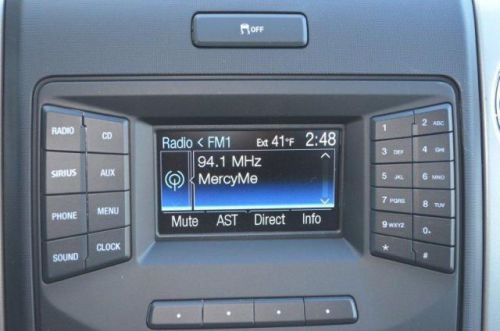 OFF
RADIO
CD
SIRIUS
AUX
PHONE
MENU
SOUND
CLOCK
Radio < FM1 Ext 41°F 2:48
94.1 MHz
MercyMe
Mute AST Direct Info
1
2 ABC
3 DEF
4 GHI
5 JKL
6 MNO
7 PQRS
8 TUV
9 WXYZ
0
*
#